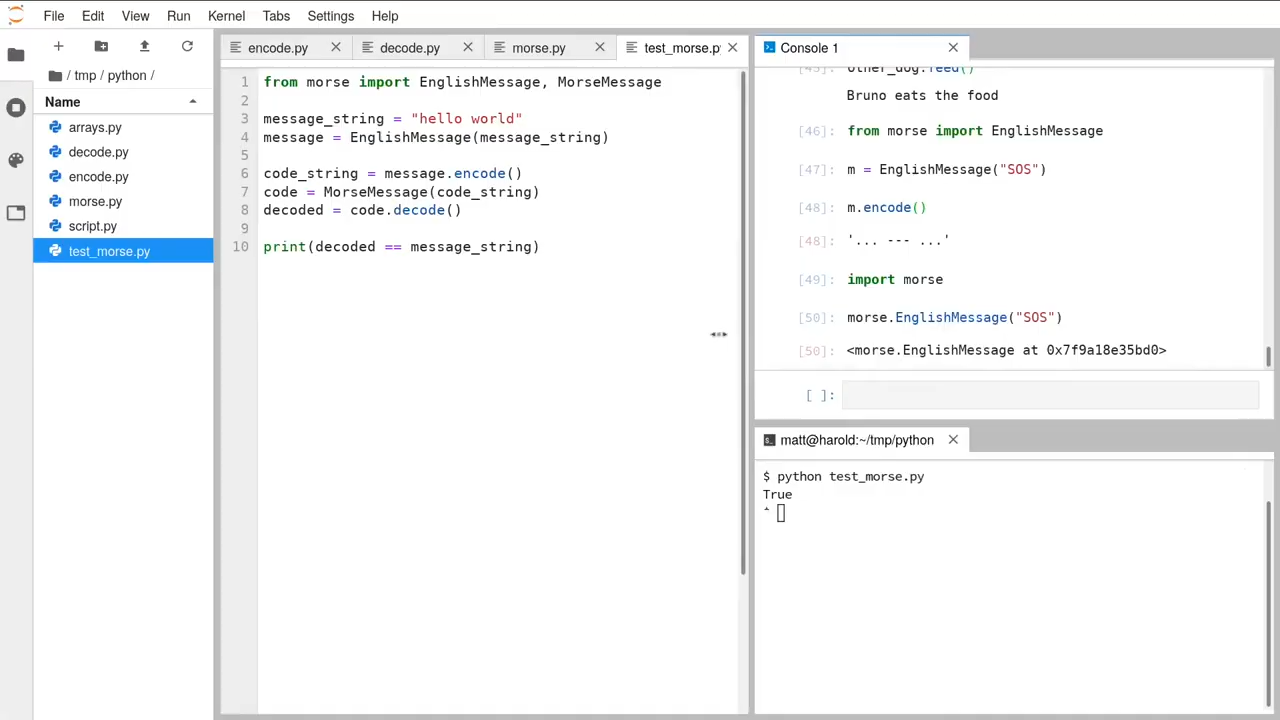 File Edit View Run Kernel Tabs Settings Help
/ tmp / python /
Name
arrays.py
decode.py
encode.py
morse.py
script.py
test_morse.py
encode.py
decode.py
morse.py
test_morse.py
1 from morse import EnglishMessage, MorseMessage
2
3 message_string = "hello world"
4 message = EnglishMessage(message_string)
5
6 code_string = message.encode()
7 code = MorseMessage(code_string)
8 decoded = code.decode()
9
10 print(decoded == message_string)
Console 1
[45]: other_dog.feed()
Bruno eats the food
[46]: from morse import EnglishMessage
[47]: m = EnglishMessage("SOS")
[48]: m.encode()
[48]: '... --- ...'
[49]: import morse
[50]: morse.EnglishMessage("SOS")
[50]: <morse.EnglishMessage at 0x7f9a18e35bd0>
[ ]:
matt@harold:~/tmp/python
$ python test_morse.py
True